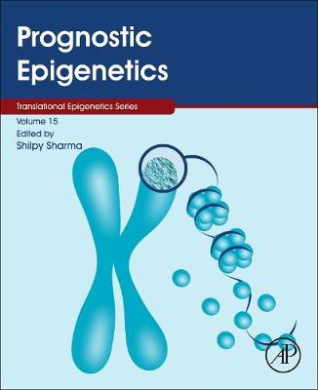 Prognostic
Epigenetics
Translational Epigenetics Series
Volume 15
Edited by
Shilpy Sharma
AP